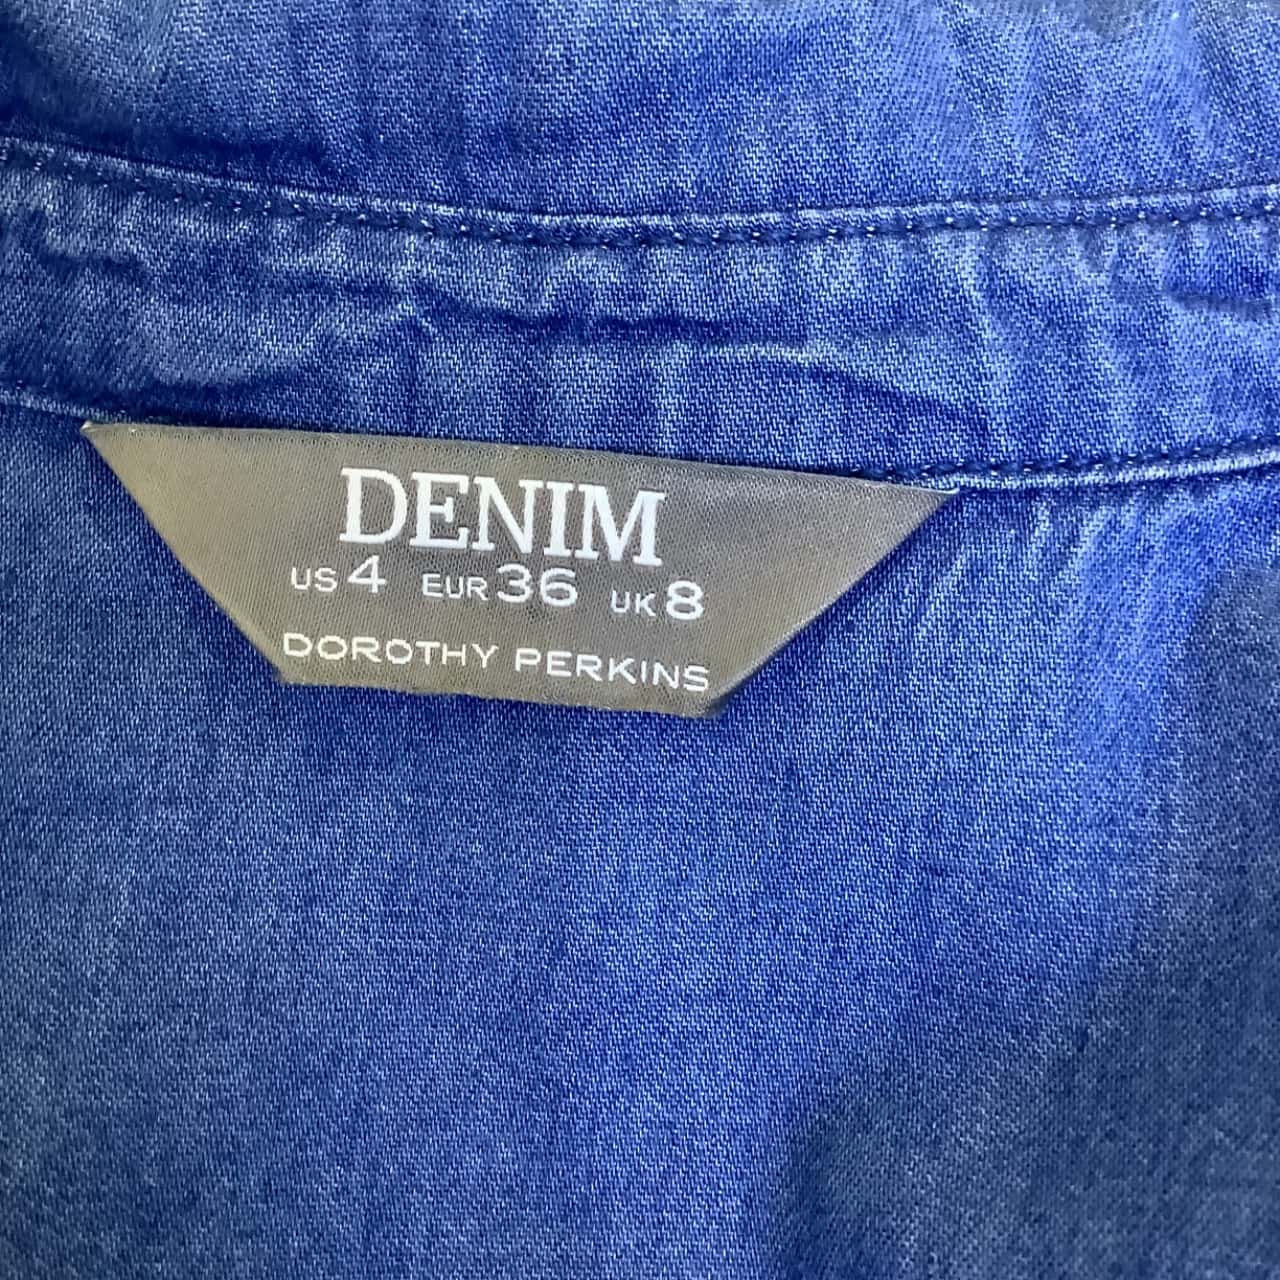 DENIM
US 4 EUR 36 UK 8
DOROTHY PERKINS